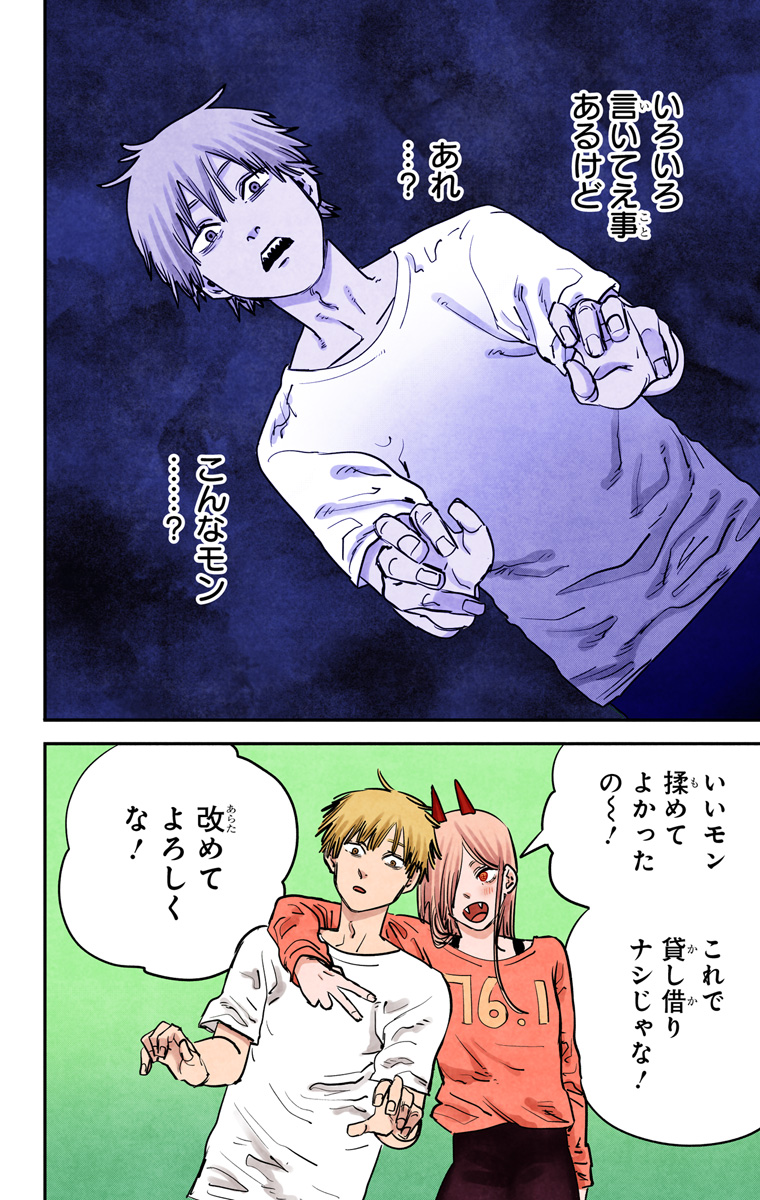 いろいろ
言いてえ事
あるけど
あれ
…?
こんなモン
………?
いいモン
揉めて
よかった
の～!
これで
貸し借り
ナシじゃな!
76.1
改めて
よろしく
な!